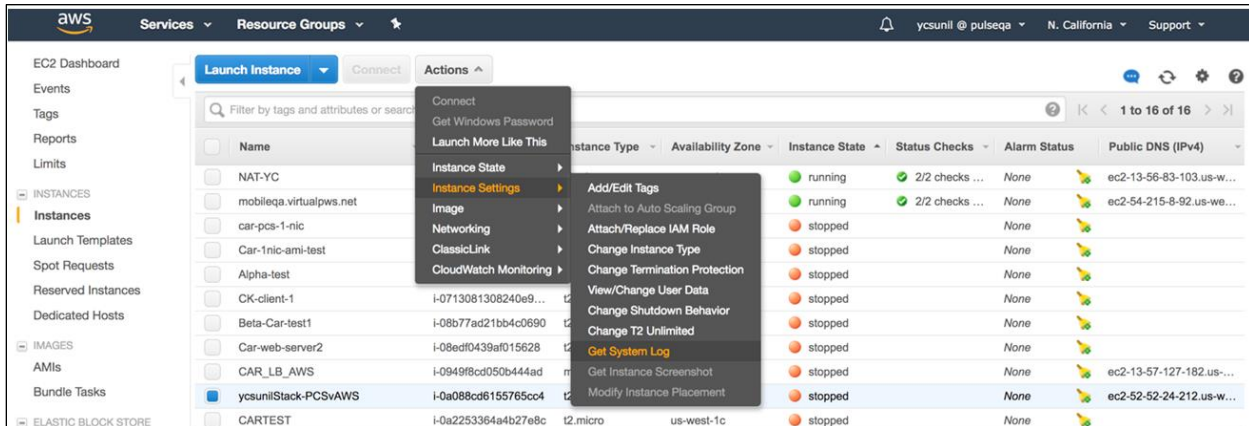 aws Services Resource Groups ycsunil @ pulseqa N. California Support
EC2 Dashboard
Events
Tags
Reports
Limits
INSTANCES
Instances
Launch Templates
Spot Requests
Reserved Instances
Dedicated Hosts
IMAGES
AMIs
Bundle Tasks
ELASTIC BLOCK STORE
Launch Instance Connect Actions
Filter by tags and attributes or search 1 to 16 of 16
Name Instance Type Availability Zone Instance State Status Checks Alarm Status Public DNS (IPv4)
NAT-YC running 2/2 checks ... None ec2-13-56-83-103.us-w...
mobileqa.virtualpws.net running 2/2 checks ... None ec2-54-215-8-92.us-we...
car-pcs-1-nic stopped None
Car-1nic-ami-test stopped None
Alpha-test stopped None
CK-client-1 i-0713081308240e9... stopped None
Beta-Car-test1 i-08b77ad21bb4c0690 stopped None
Car-web-server2 i-08edf0439af015628 stopped None
CAR_LB_AWS i-0949f8cd050b444ad stopped None ec2-13-57-127-182.us-...
ycsunilStack-PCSvAWS i-0a088cd6155765cc4 stopped None ec2-52-52-24-212.us-w...
CARTEST i-0a2253364a4b27e8c t2.micro us-west-1c stopped None
Connect
Get Windows Password
Launch More Like This
Instance State
Instance Settings
Image
Networking
ClassicLink
CloudWatch Monitoring
Add/Edit Tags
Attach to Auto Scaling Group
Attach/Replace IAM Role
Change Instance Type
Change Termination Protection
View/Change User Data
Change Shutdown Behavior
Change T2 Unlimited
Get System Log
Get Instance Screenshot
Modify Instance Placement